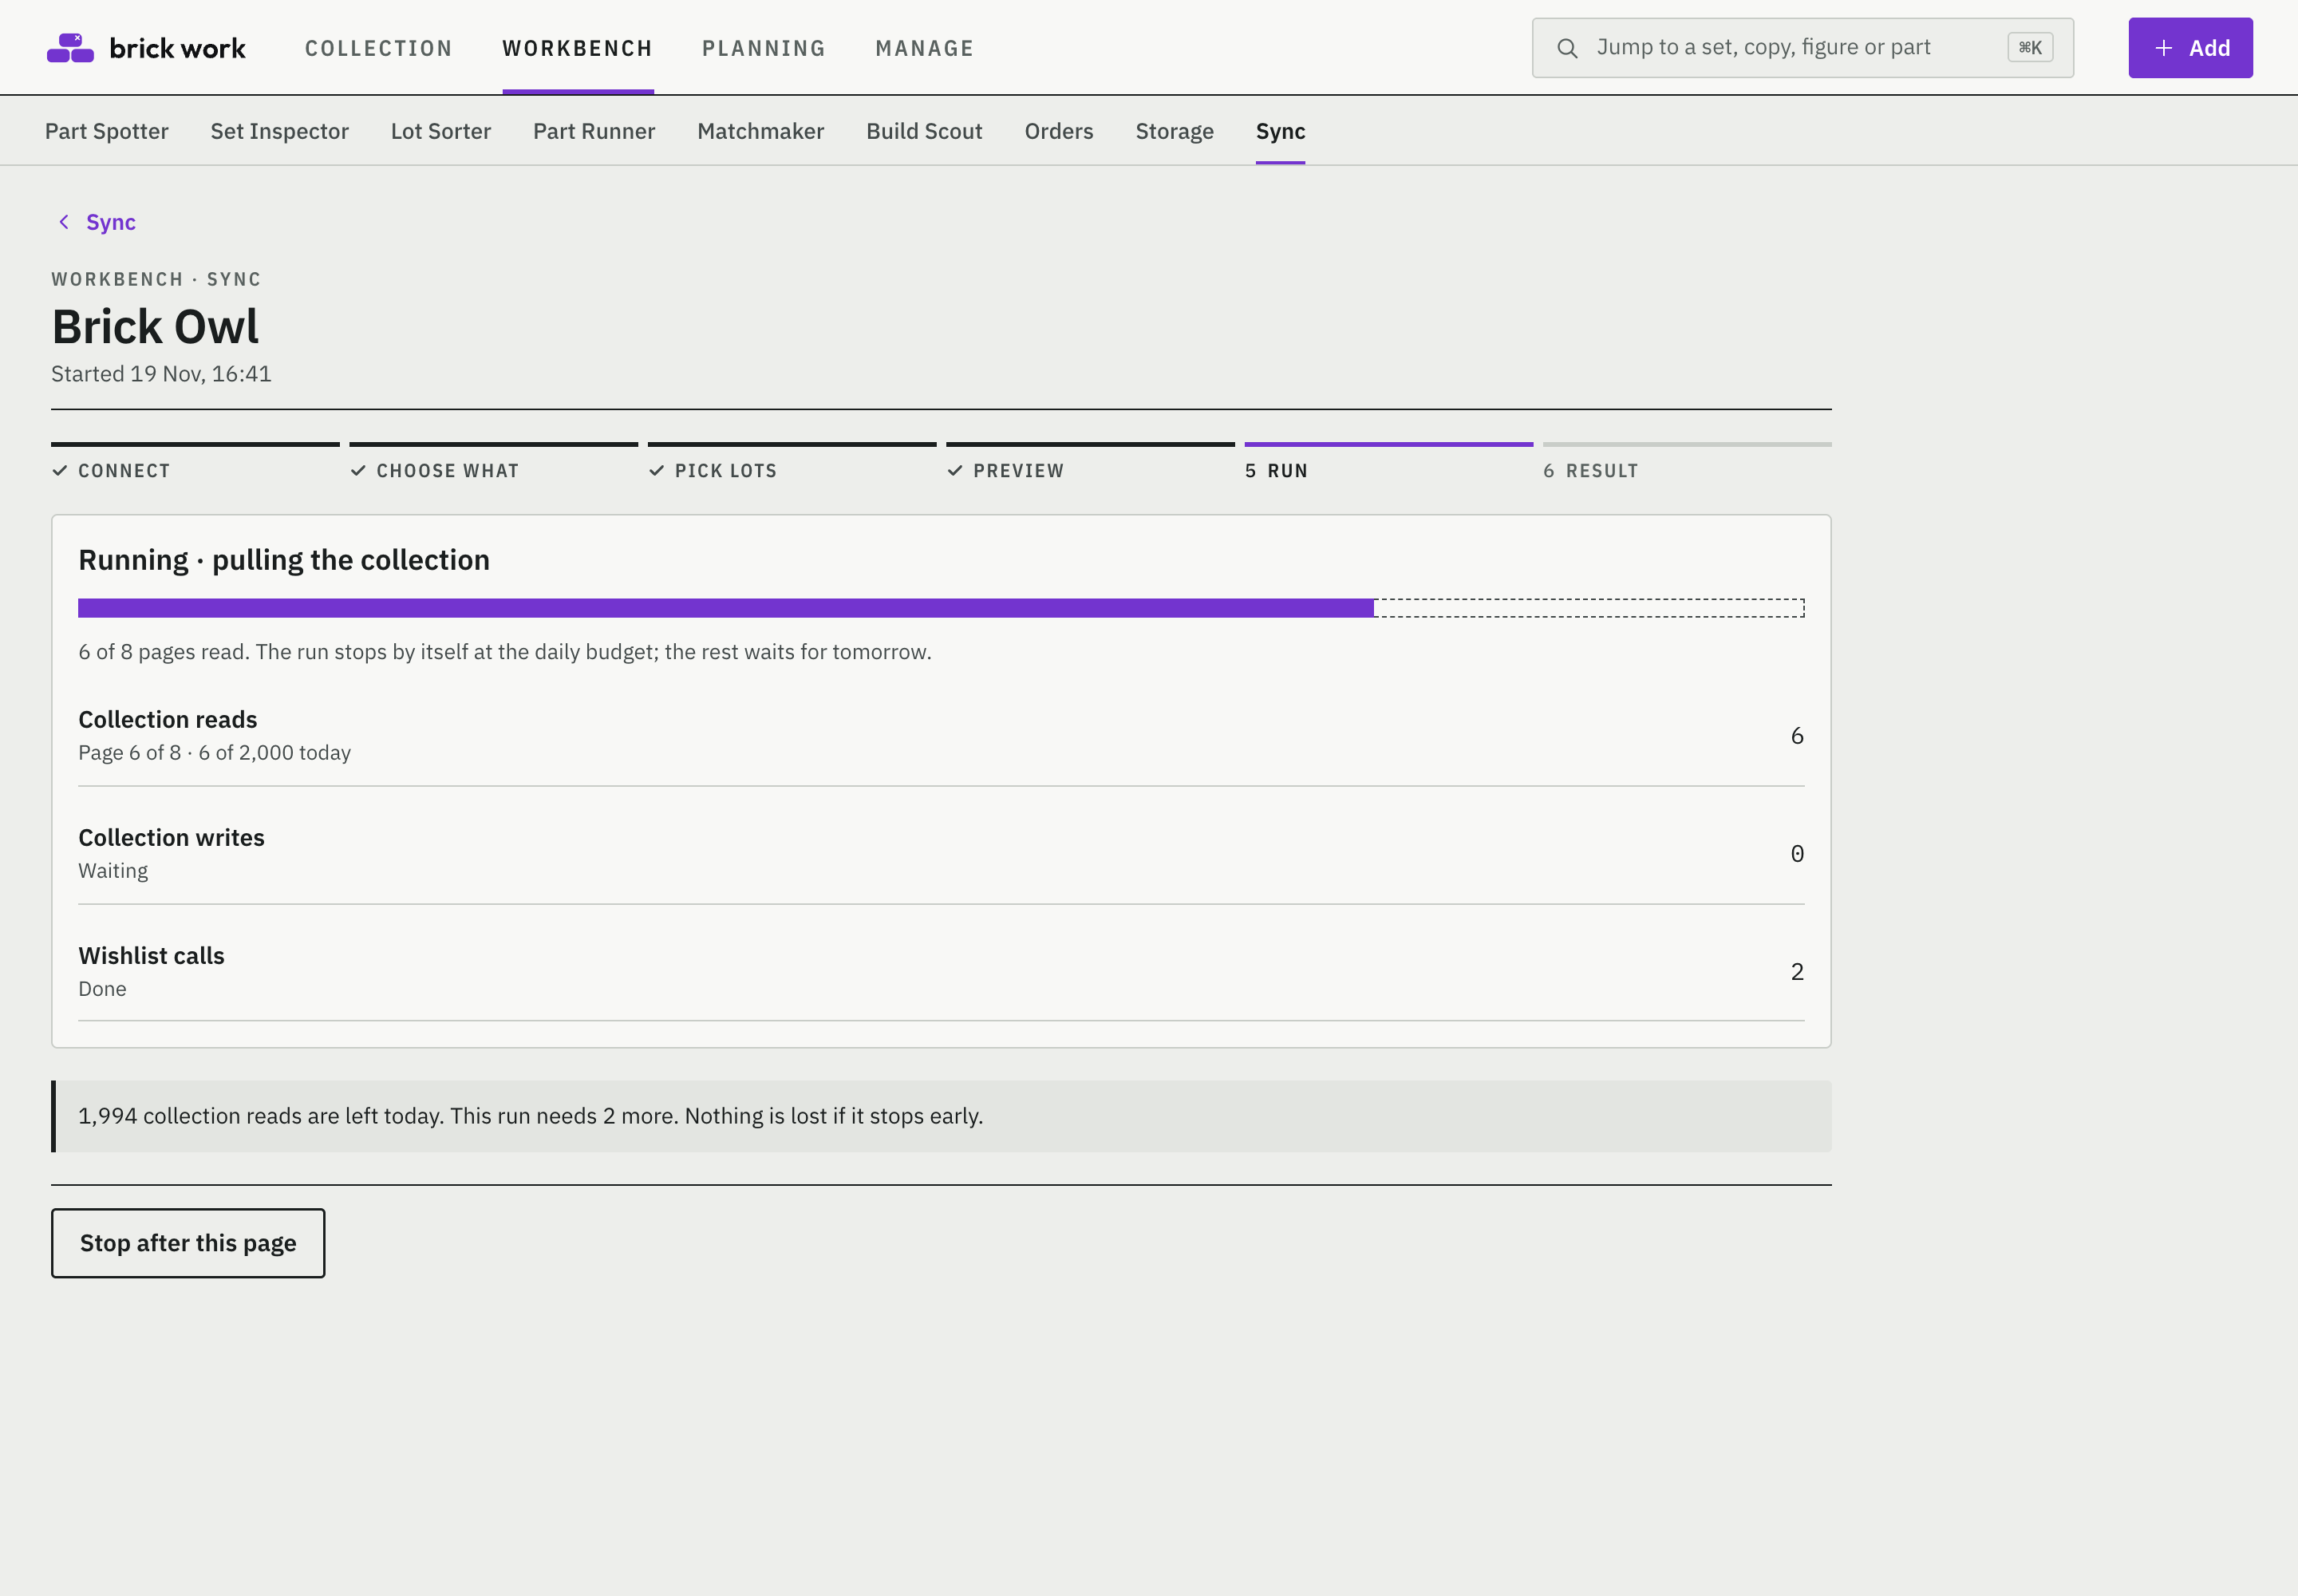 brick work COLLECTION WORKBENCH PLANNING MANAGE Jump to a set, copy, figure or part ⌘K + Add
Part Spotter Set Inspector Lot Sorter Part Runner Matchmaker Build Scout Orders Storage Sync
Sync
WORKBENCH · SYNC
Brick Owl
Started 19 Nov, 16:41
CONNECT CHOOSE WHAT PICK LOTS PREVIEW 5 RUN 6 RESULT
Running · pulling the collection
6 of 8 pages read. The run stops by itself at the daily budget; the rest waits for tomorrow.
Collection reads
6
Page 6 of 8 · 6 of 2,000 today
Collection writes
0
Waiting
Wishlist calls
2
Done
1,994 collection reads are left today. This run needs 2 more. Nothing is lost if it stops early.
Stop after this page